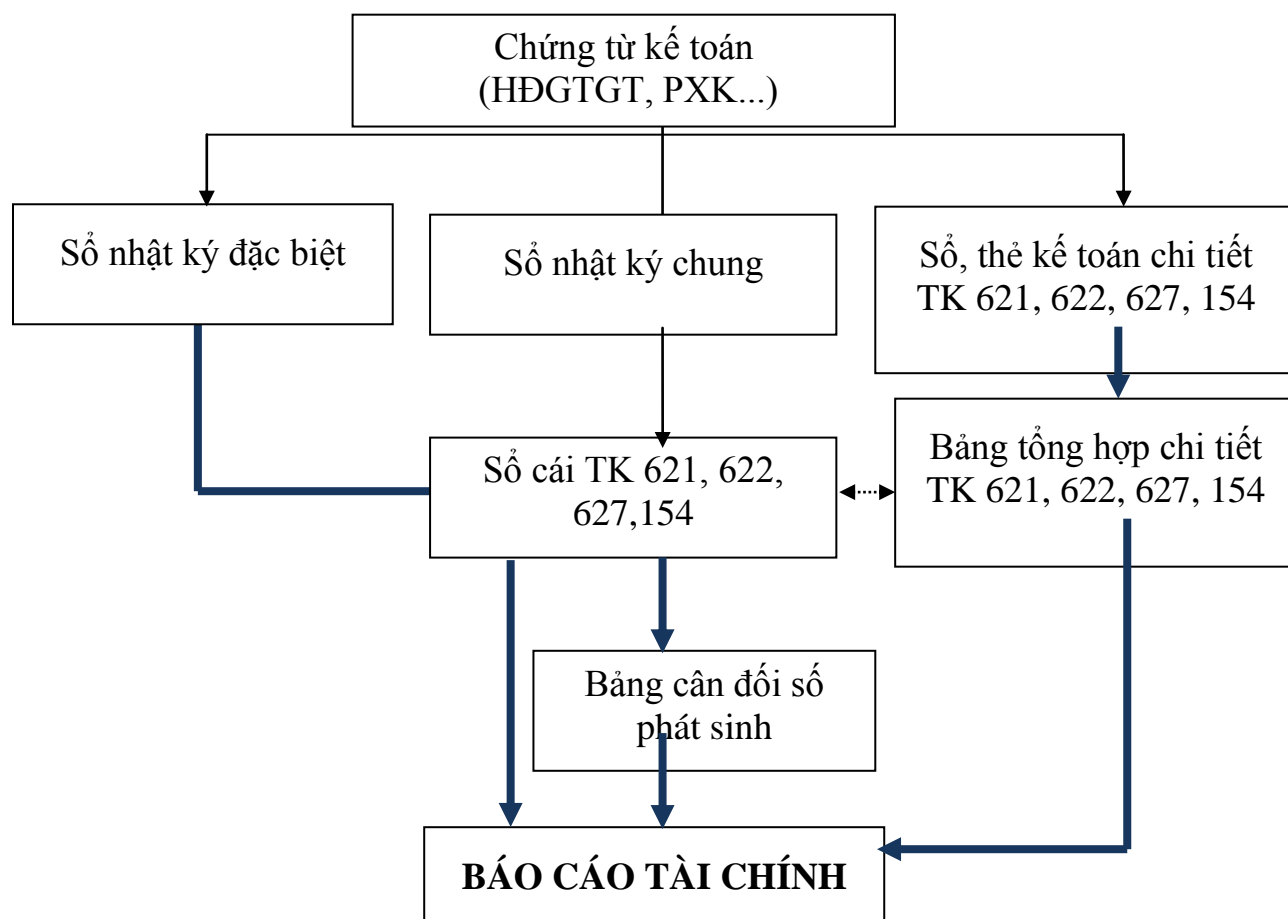 Chứng từ kế toán
(HĐGTGT, PXK...)
Sổ nhật ký đặc biệt
Sổ nhật ký chung
Sổ, thẻ kế toán chi tiết
TK 621, 622, 627, 154
Sổ cái TK 621, 622,
627,154
Bảng tổng hợp chi tiết
TK 621, 622, 627, 154
Bảng cân đối số
phát sinh
BÁO CÁO TÀI CHÍNH